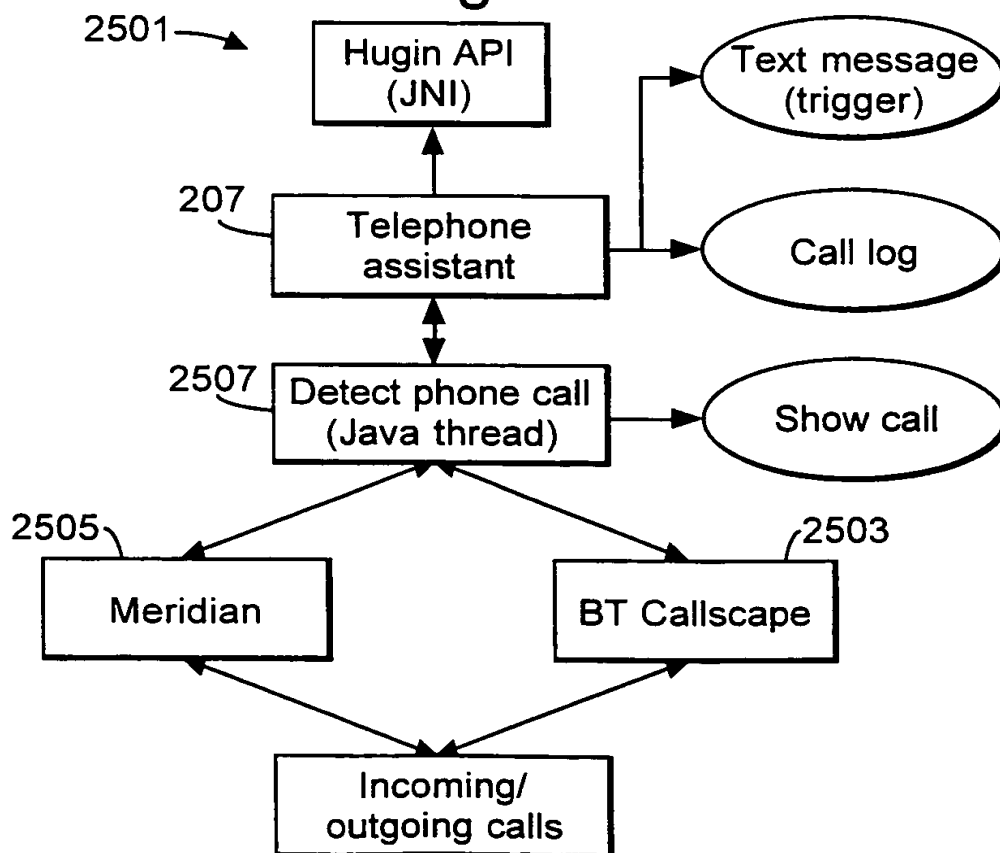 2501
Hugin API
(JNI)
Text message
(trigger)
207
Telephone
assistant
Call log
2507
Detect phone call
(Java thread)
Show call
2505
Meridian
2503
BT Callscape
Incoming/
outgoing calls